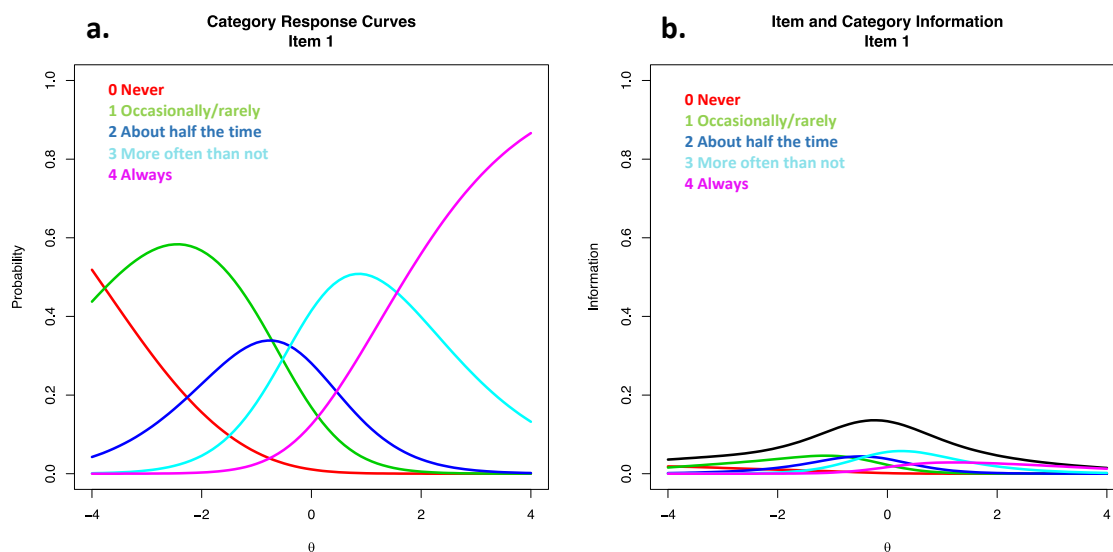 a.
Category Response Curves
Item 1
0 Never
1 Occasionally/rarely
2 About half the time
3 More often than not
4 Always
Probability
0.0
0.2
0.4
0.6
0.8
1.0
−4
−2
0
2
4
θ
b.
Item and Category Information
Item 1
0 Never
1 Occasionally/rarely
2 About half the time
3 More often than not
4 Always
Information
0.0
0.2
0.4
0.6
0.8
1.0
−4
−2
0
2
4
θ